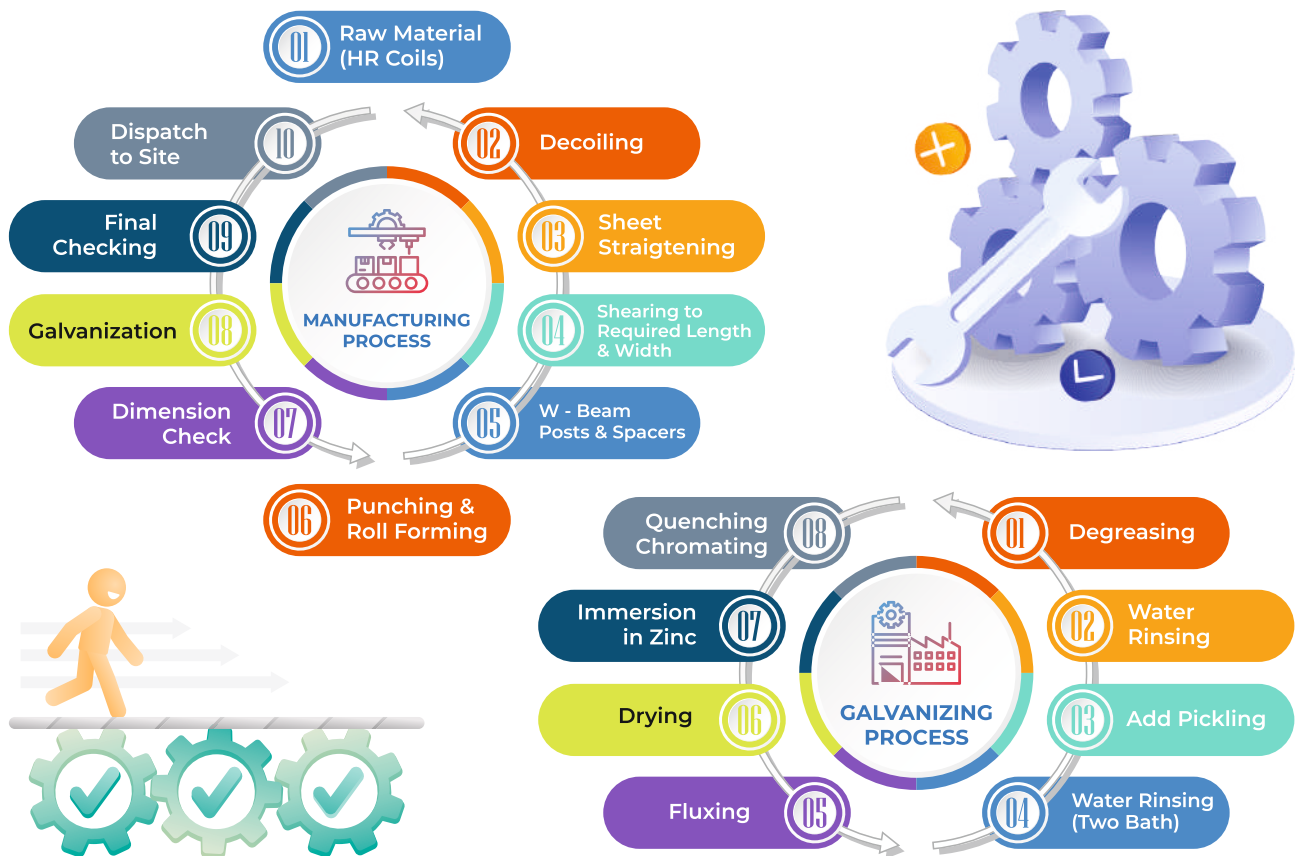 01
Raw Material
(HR Coils)
02
Decoiling
03
Sheet
Straigtening
04
Shearing to
Required Length
& Width
05
W - Beam
Posts & Spacers
06
Punching &
Roll Forming
07
Dimension
Check
08
Galvanization
09
Final
Checking
10
Dispatch
to Site
MANUFACTURING
PROCESS
01
Degreasing
02
Water
Rinsing
03
Add Pickling
04
Water Rinsing
(Two Bath)
05
Fluxing
06
Drying
07
Immersion
in Zinc
08
Quenching
Chromating
GALVANIZING
PROCESS